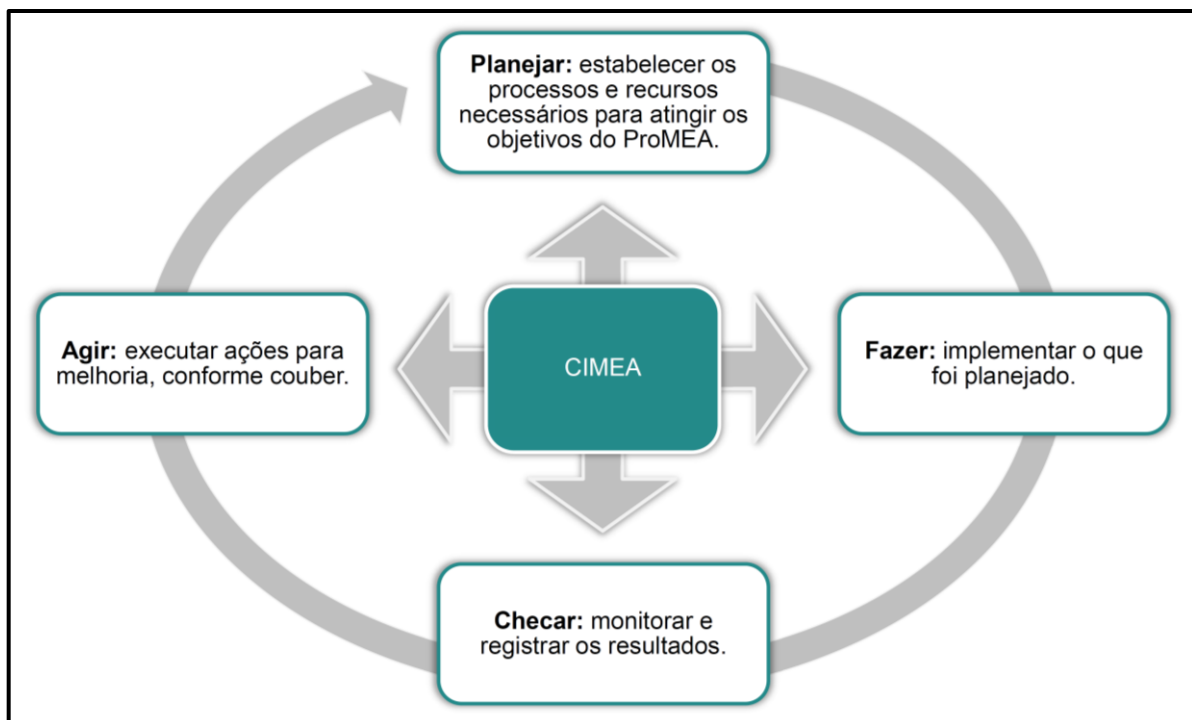 Planejar: estabelecer os
processos e recursos
necessários para atingir os
objetivos do ProMEA.
Agir: executar ações para
melhoria, conforme couber.
CIMEA
Fazer: implementar o que
foi planejado.
Checar: monitorar e
registrar os resultados.